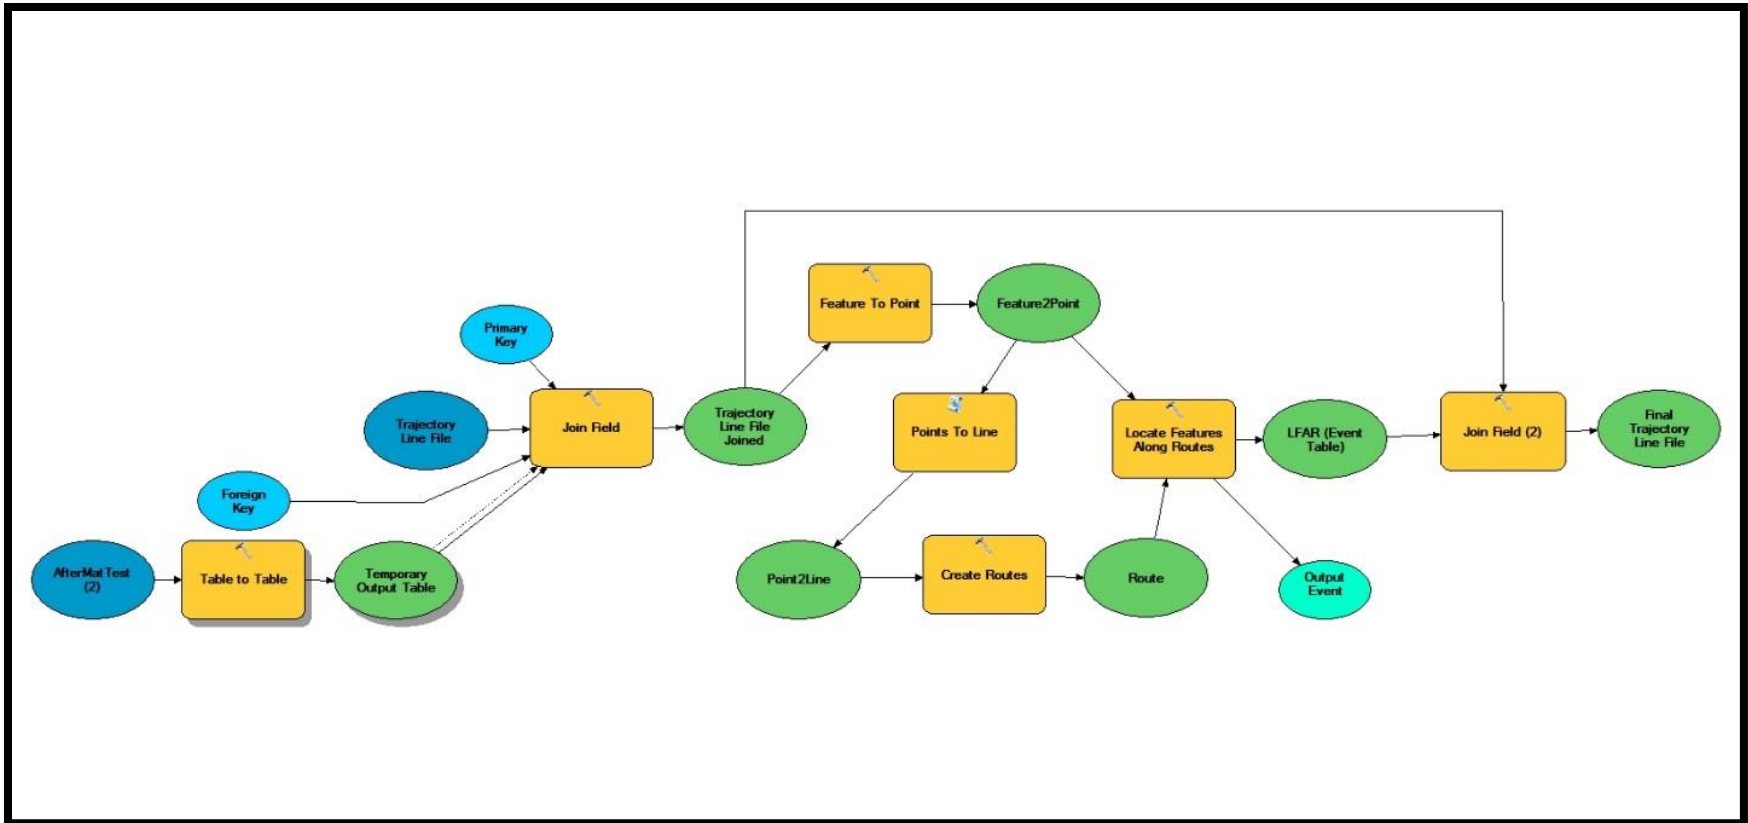 AfterMatTest
(2)
Table to Table
Temporary
Output Table
Foreign
Key
Trajectory
Line File
Primary
Key
Join Field
Trajectory
Line File
Joined
Feature To Point
Feature2Point
Points To Line
Point2Line
Create Routes
Route
Locate Features
Along Routes
LFAR (Event
Table)
Output
Event
Join Field (2)
Final
Trajectory
Line File